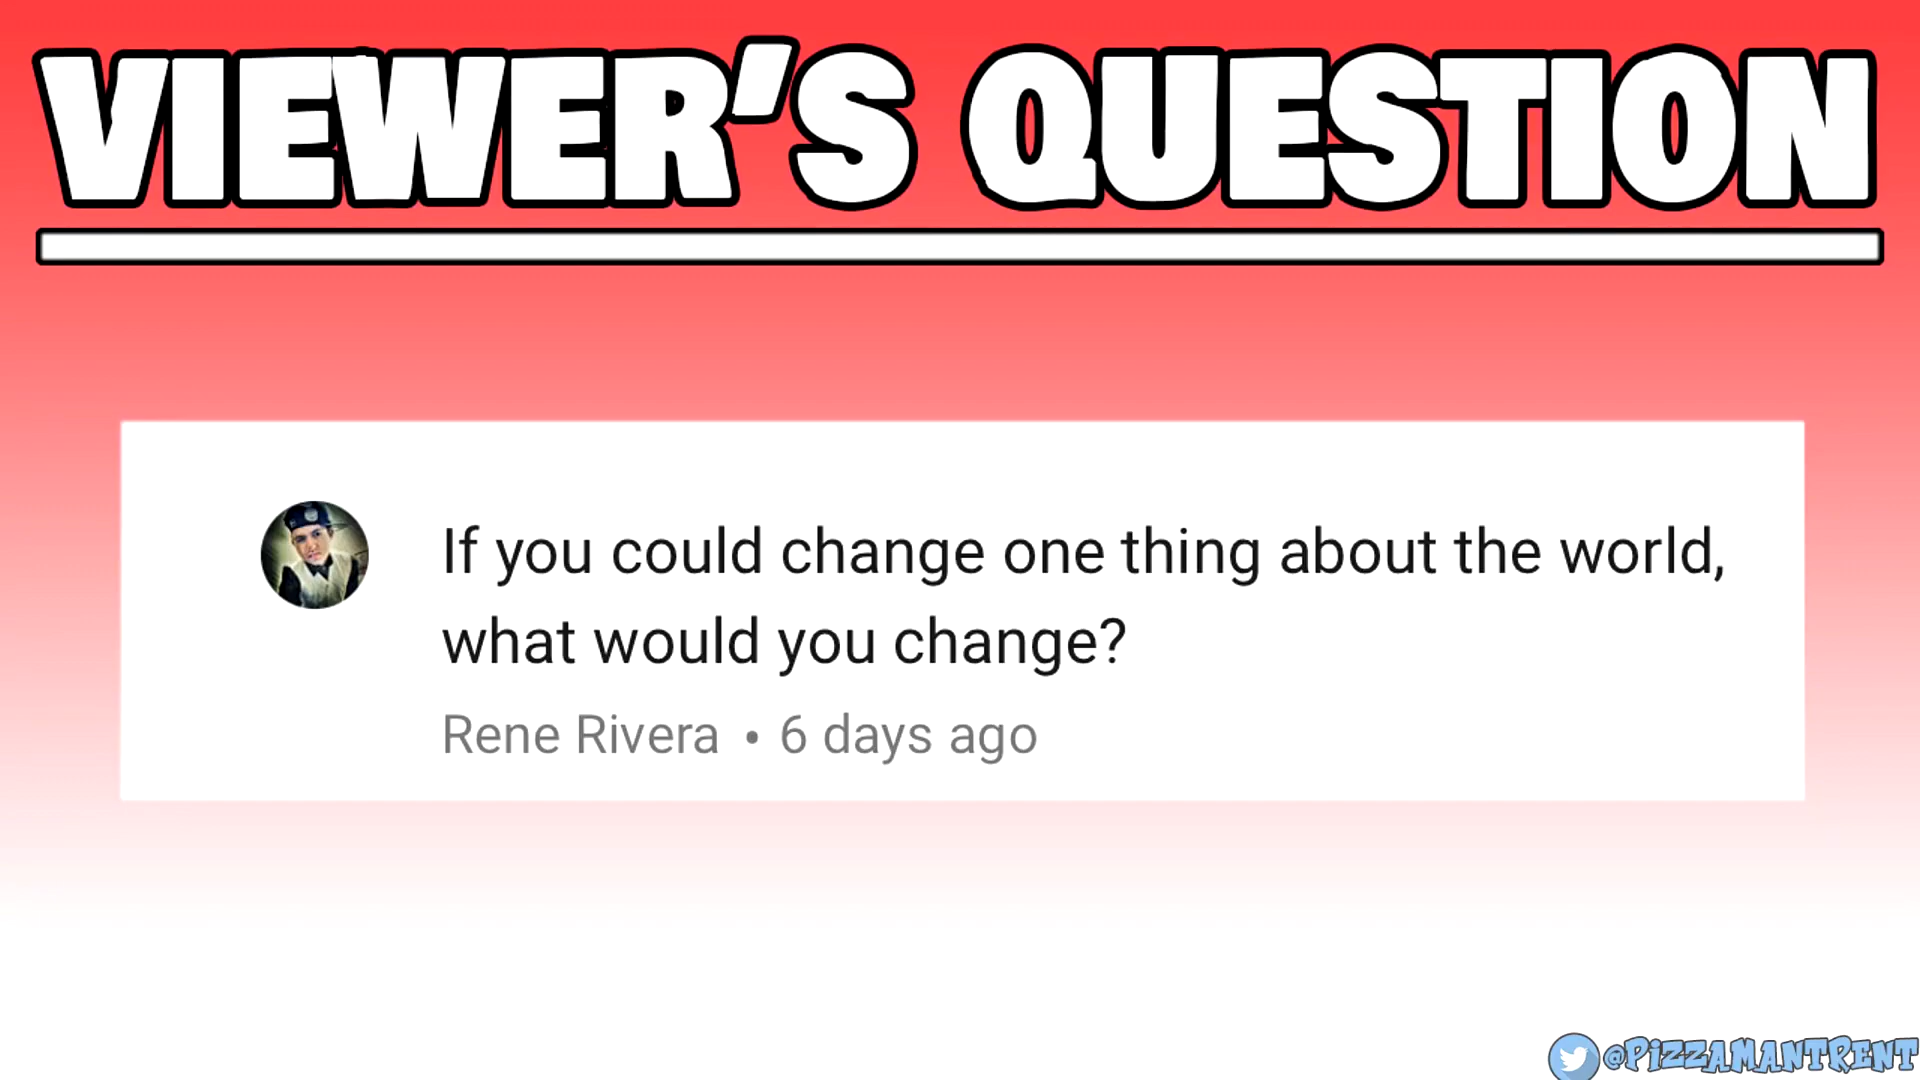 VIEWER'S QUESTION
If you could change one thing about the world,
what would you change?
Rene Rivera • 6 days ago
@PIZZAMANTRENT